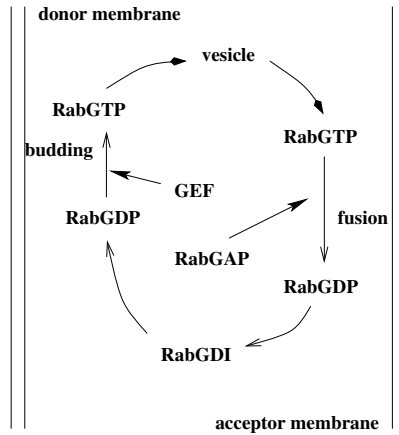 donor membrane
vesicle
RabGTP
RabGTP
budding
GEF
RabGDP
fusion
RabGAP
RabGDP
RabGDI
acceptor membrane